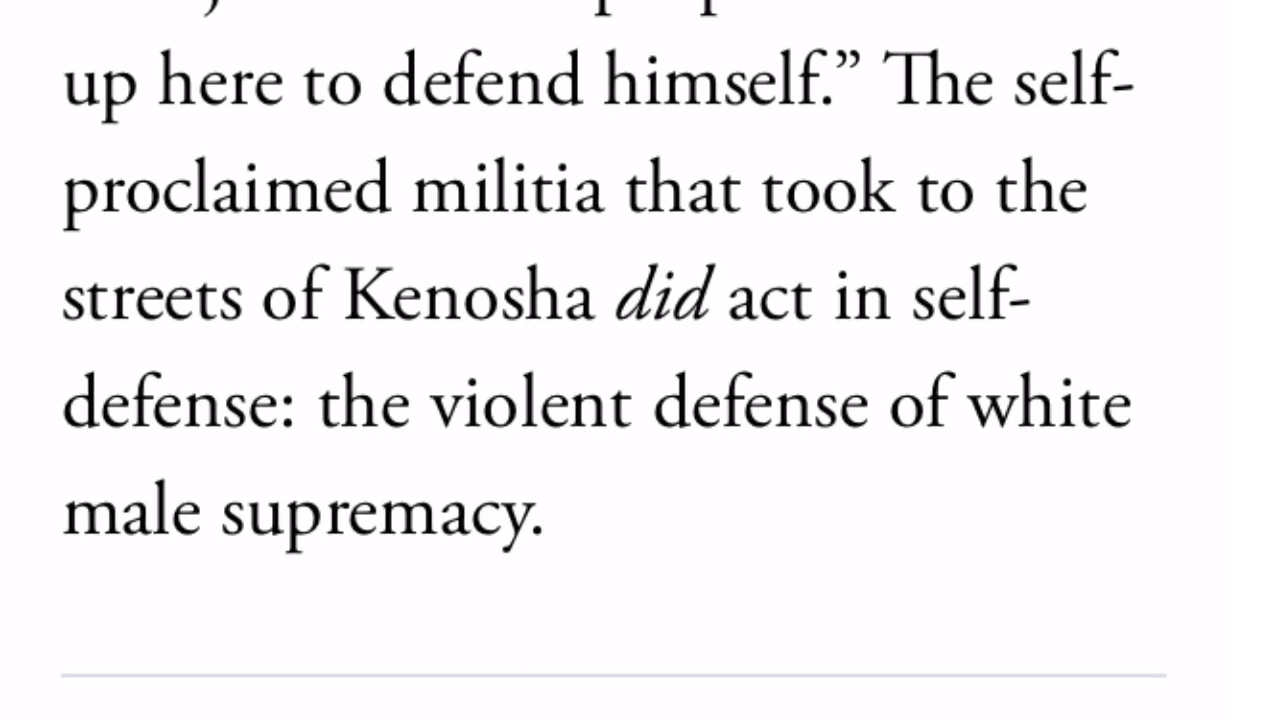 up here to defend himself.” The self-
proclaimed militia that took to the
streets of Kenosha did act in self-
defense: the violent defense of white
male supremacy.